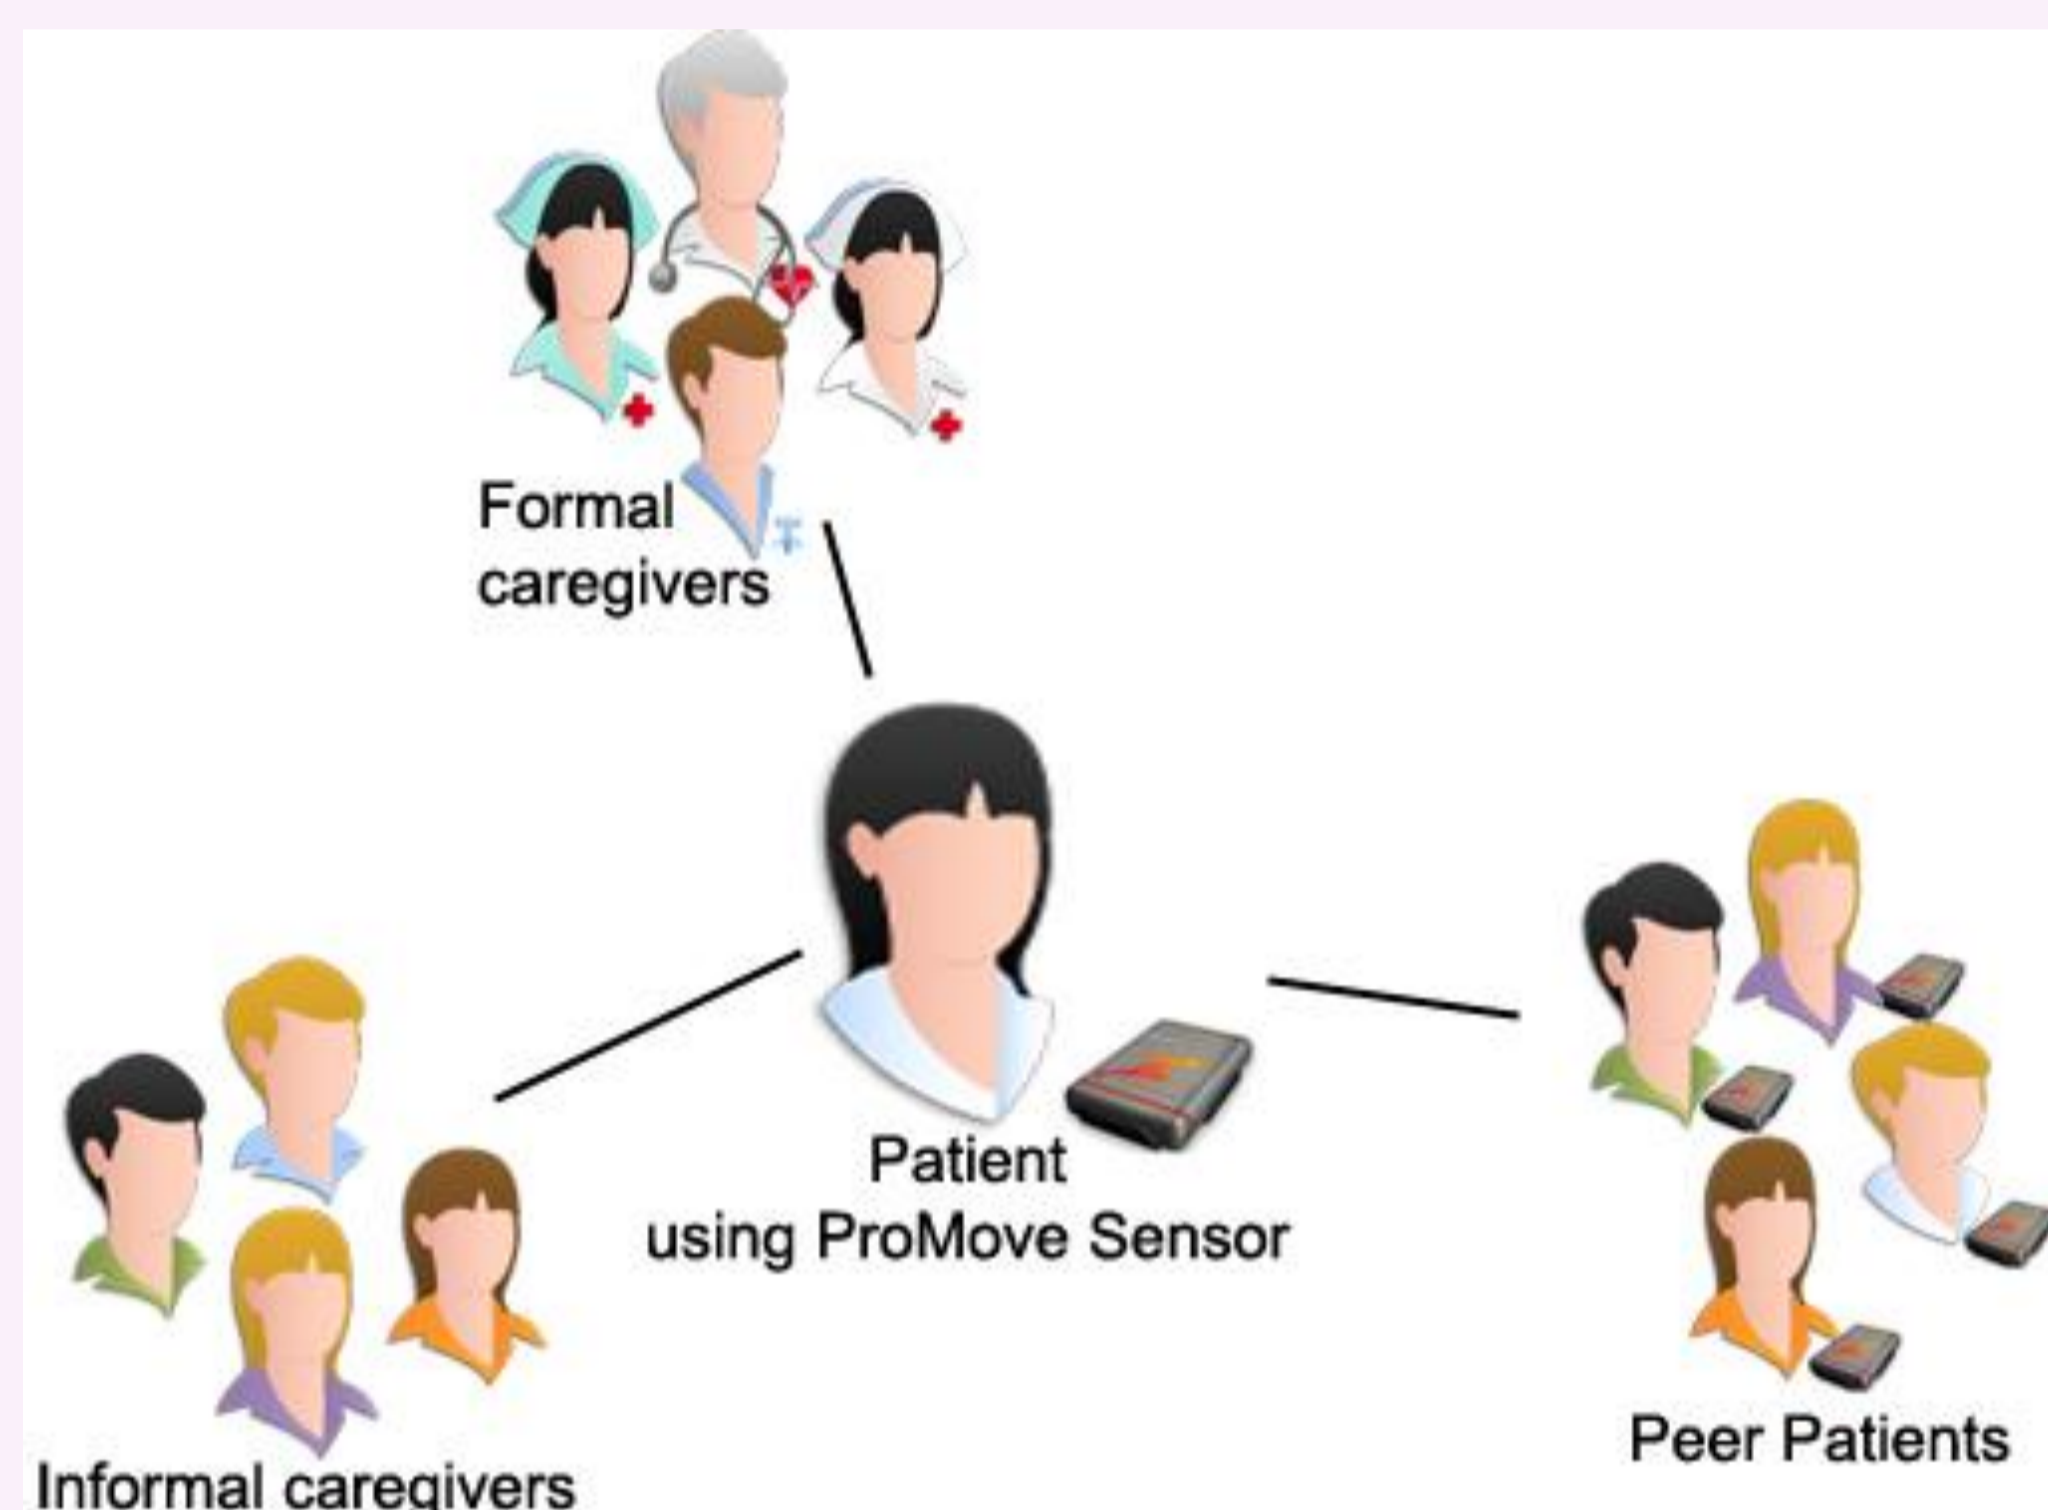 Formal
caregivers
Patient
using ProMove Sensor
Peer Patients
Informal caregivers